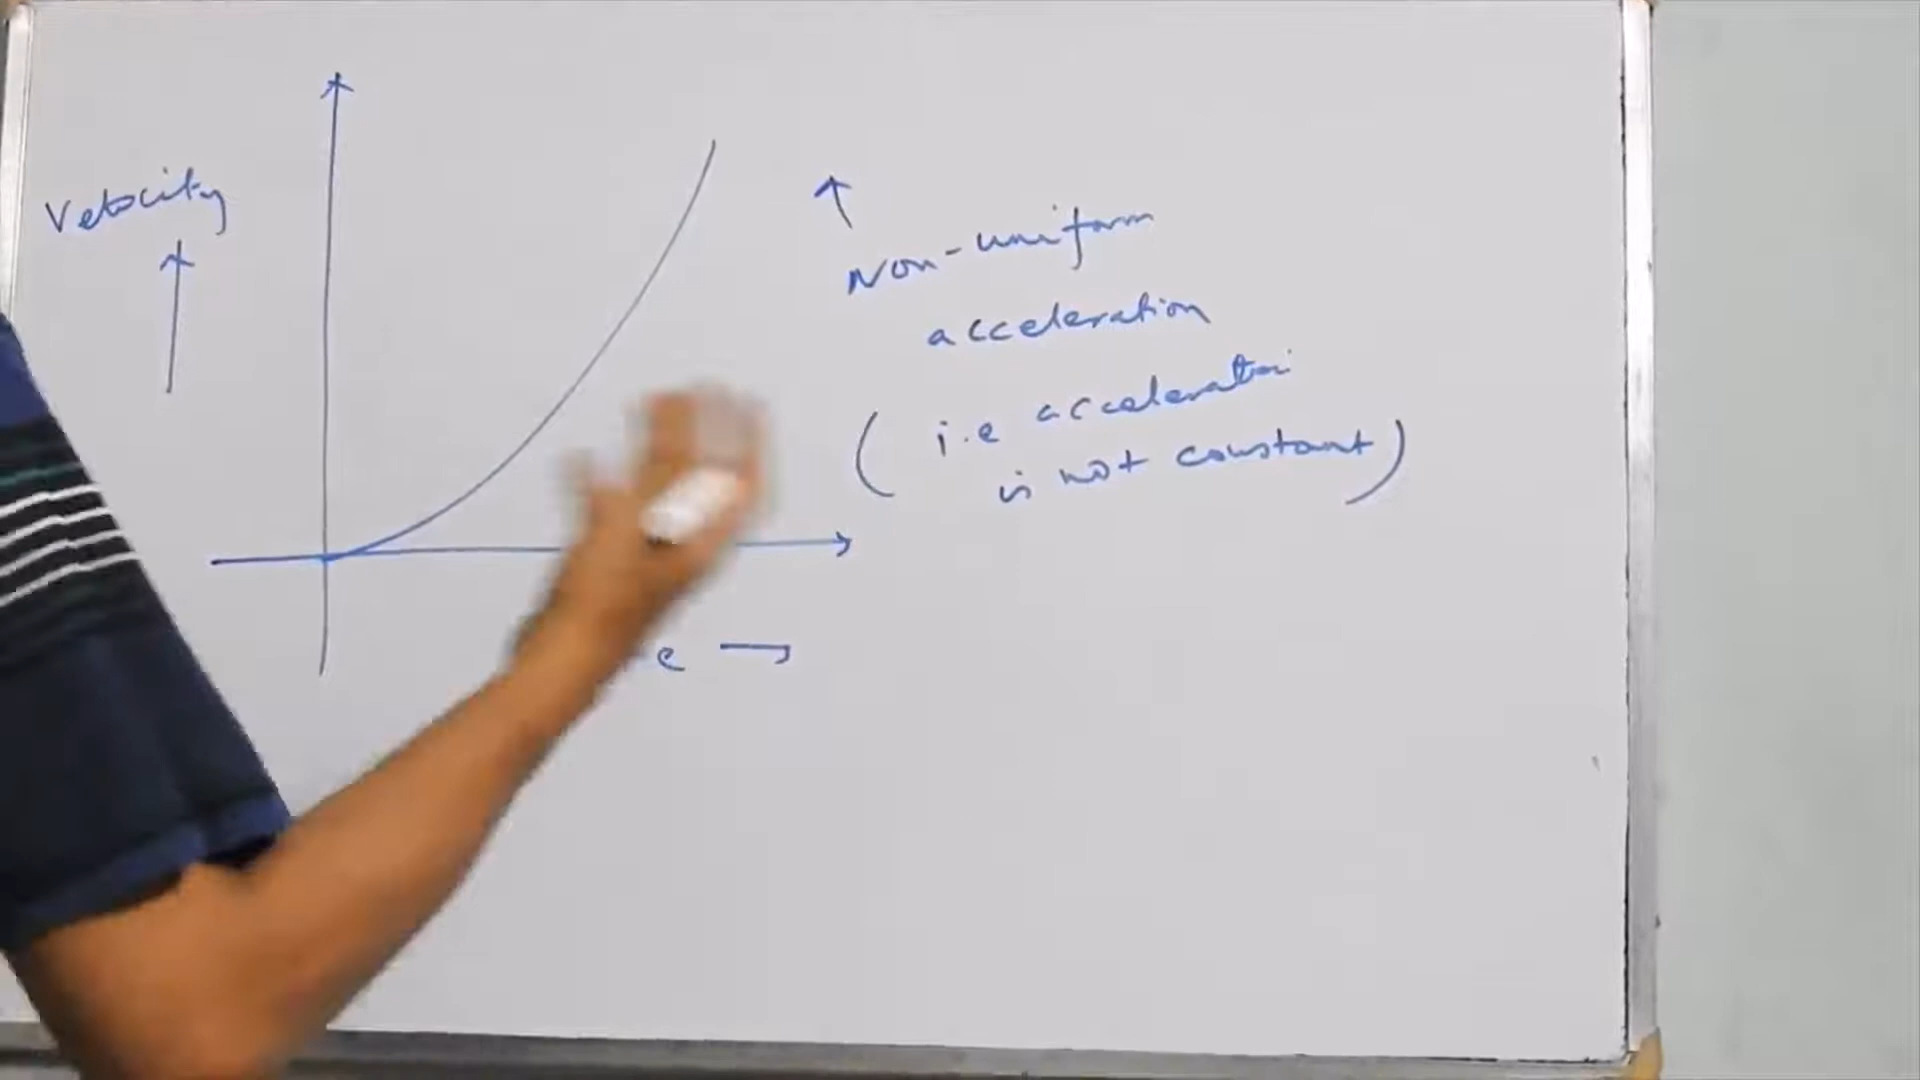 Velocity
Non-uniform
acceleration
(i.e acceleration
is not constant)
e